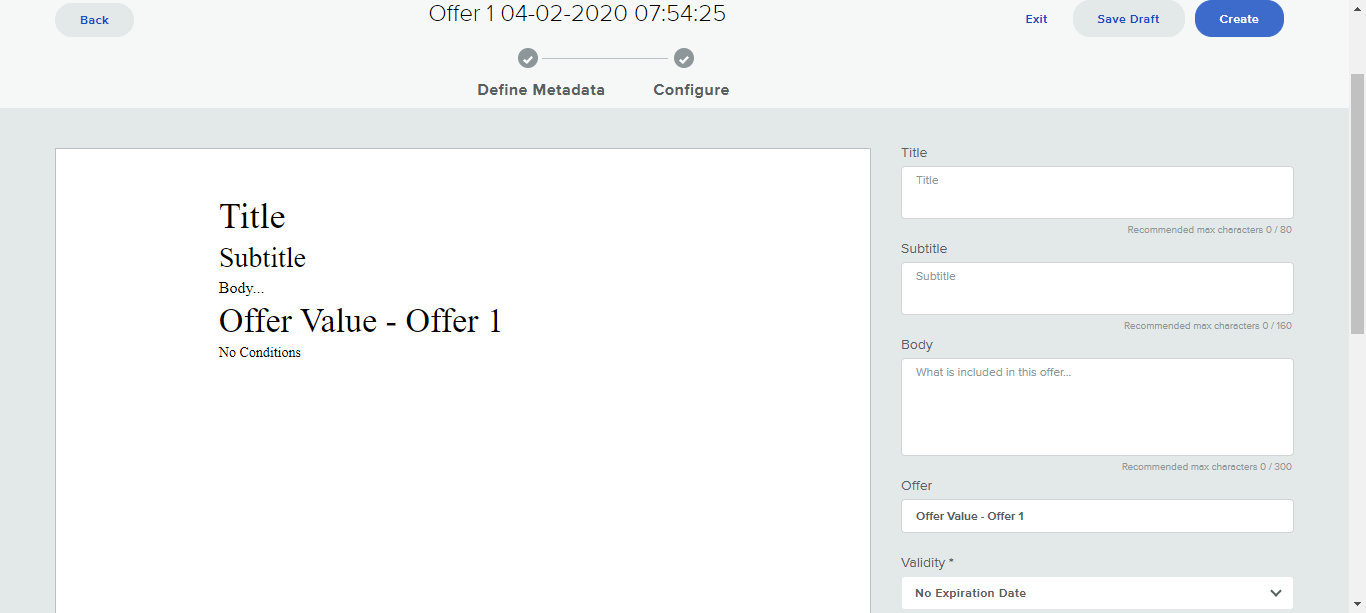 Back
Offer 1 04-02-2020 07:54:25
Exit
Save Draft
Create
Define Metadata
Configure
Title
Subtitle
Body...
Offer Value - Offer 1
No Conditions
Title
Title
Recommended max characters 0 / 80
Subtitle
Subtitle
Recommended max characters 0 / 160
Body
What is included in this offer...
Recommended max characters 0 / 300
Offer
Offer Value - Offer 1
Validity *
No Expiration Date